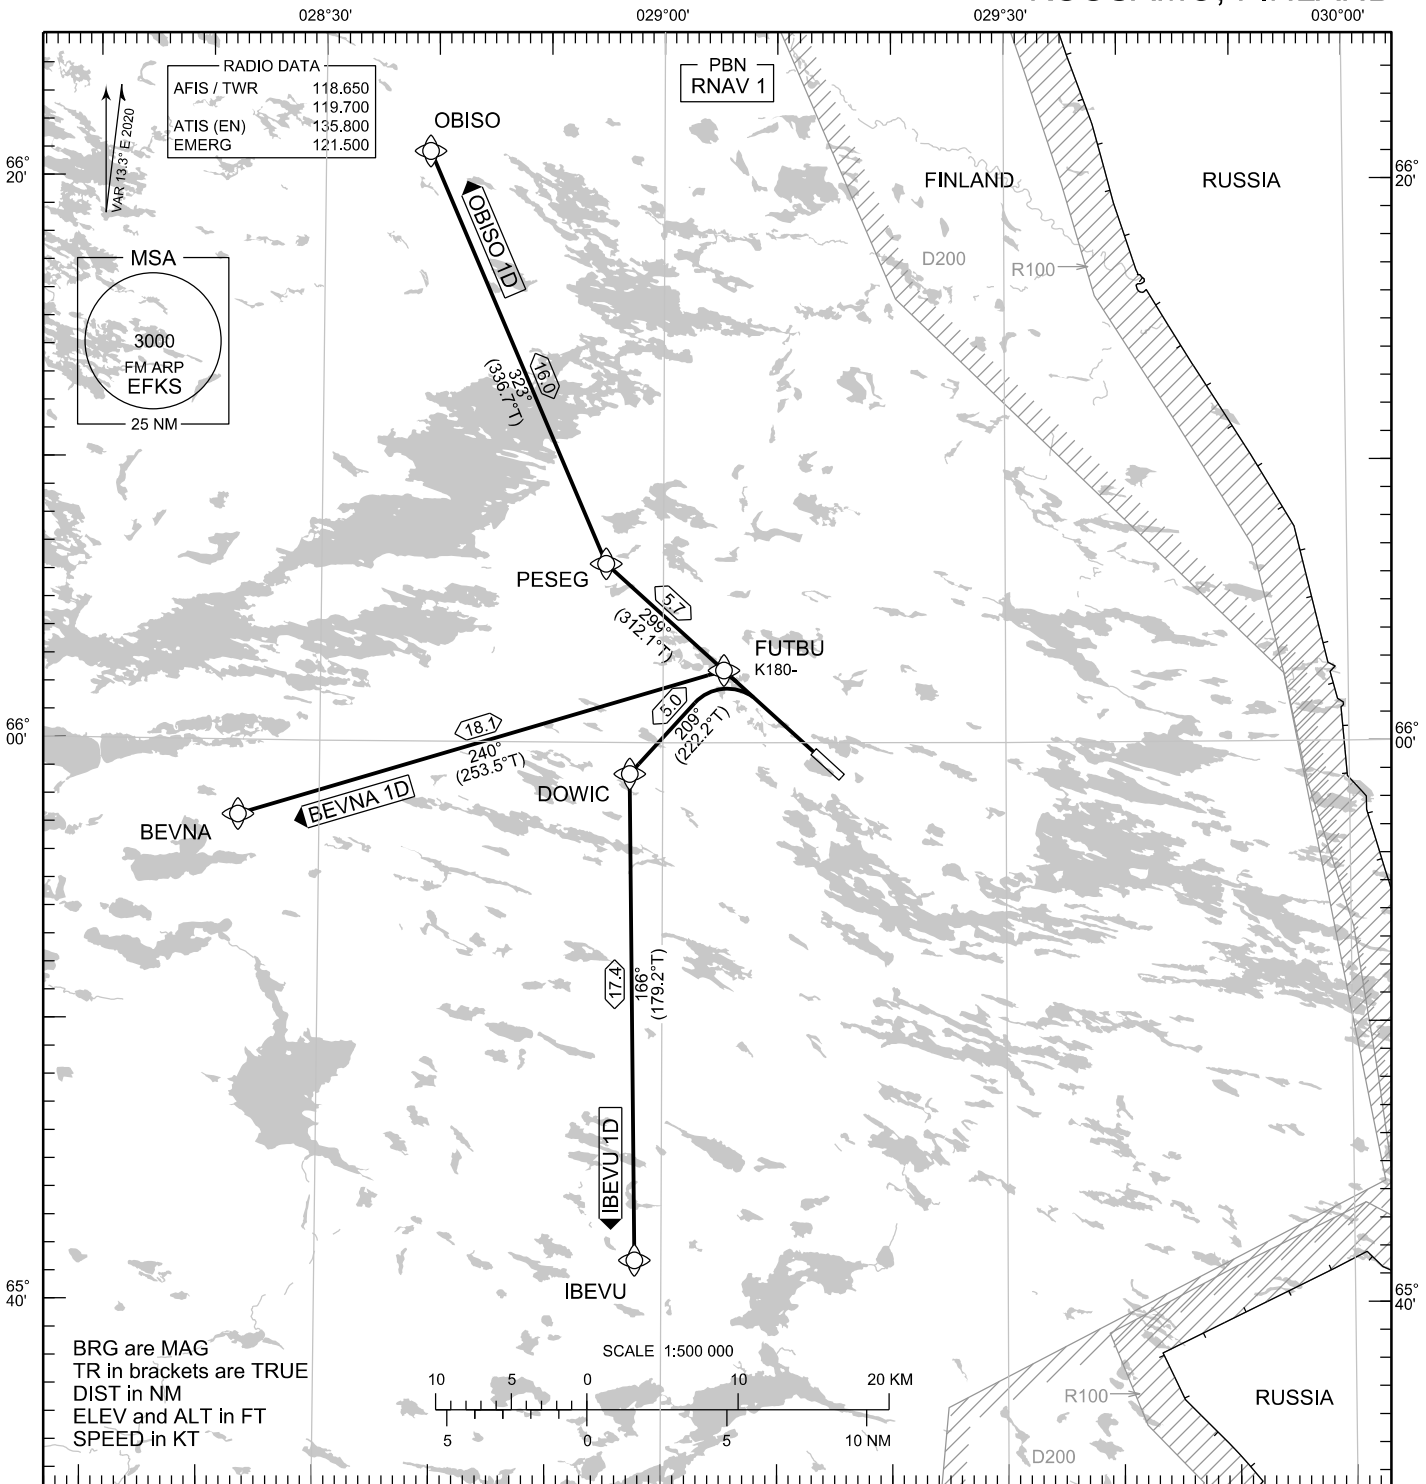 028°30'
029°00'
029°30'
030°00'
RADIO DATA
AFIS / TWR 118.650
119.700
ATIS (EN) 135.800
EMERG 121.500
PBN
RNAV 1
VAR 13.3° E 2020
OBISO
66°
20'
66°
20'
FINLAND
RUSSIA
OBISO 1D
D200
R100
MSA
3000
FM ARP
EFKS
25 NM
16.0
323°
(336.7°T)
PESEG
5.7
299°
(312.1°T)
FUTBU
K180-
5.0
209°
(222.2°T)
18.1
240°
(253.5°T)
66°
00'
66°
00'
BEVNA 1D
DOWIC
BEVNA
17.4
166°
(179.2°T)
IBEVU 1D
IBEVU
65°
40'
65°
40'
BRG are MAG
TR in brackets are TRUE
DIST in NM
ELEV and ALT in FT
SPEED in KT
SCALE 1:500 000
10 5 0 10 20 KM
5 0 5 10 NM
R100
RUSSIA
D200